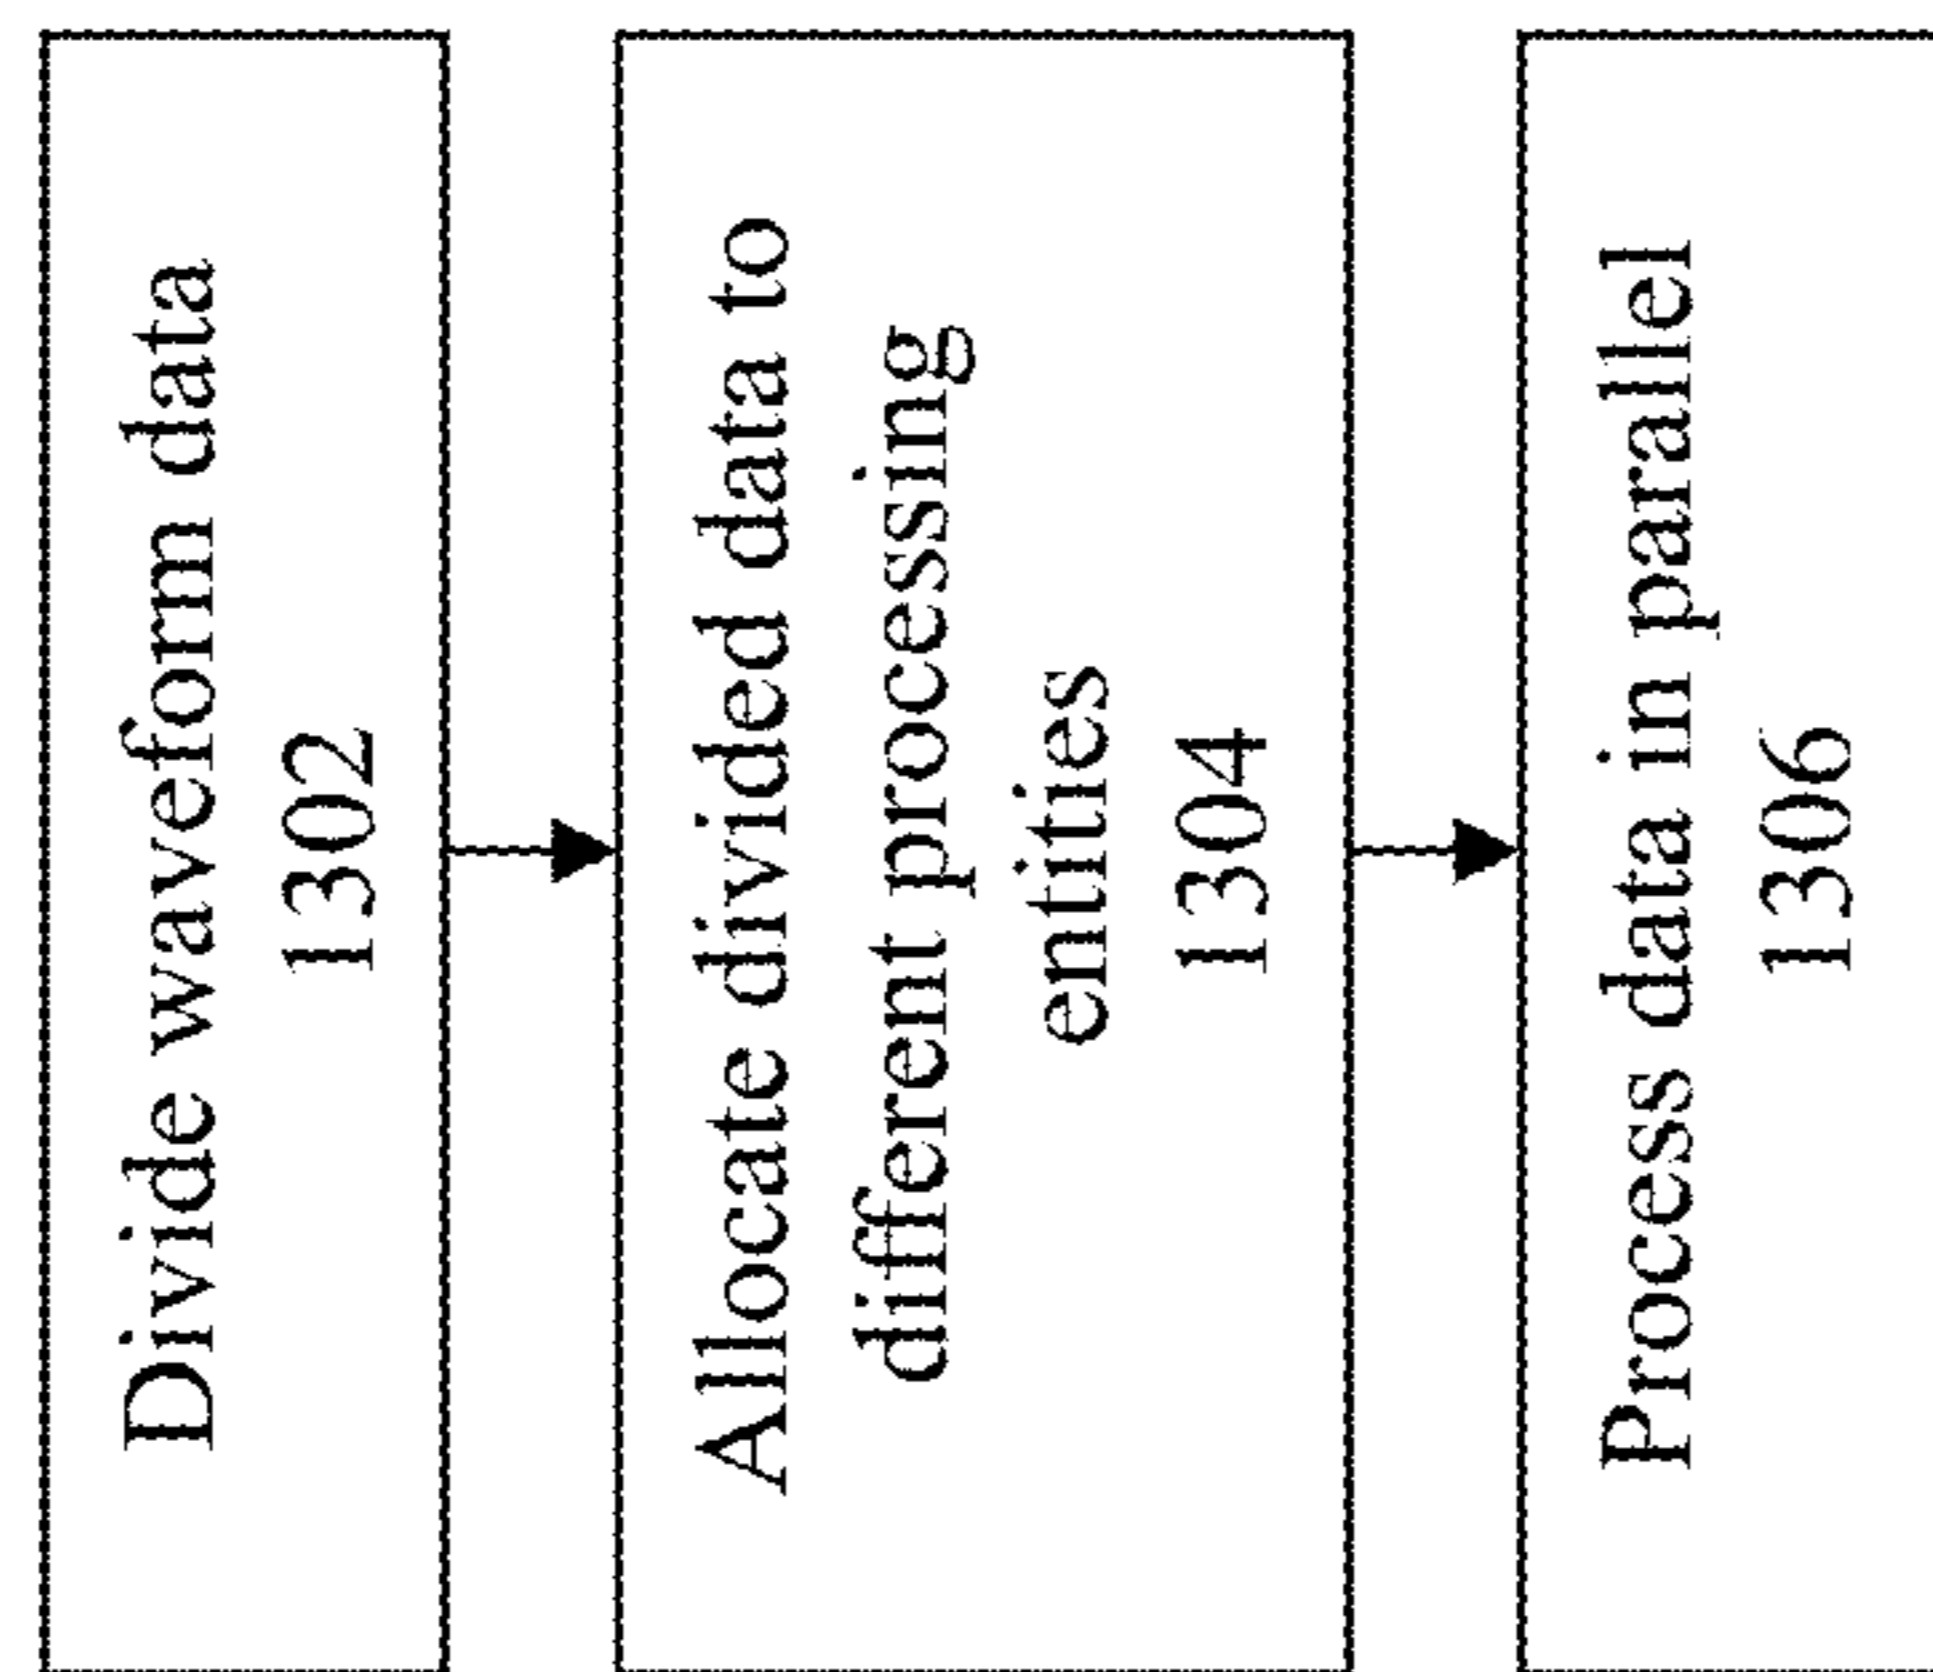 Divide waveform data
1302
Allocate divided data to
different processing
entities
1304
Process data in parallel
1306